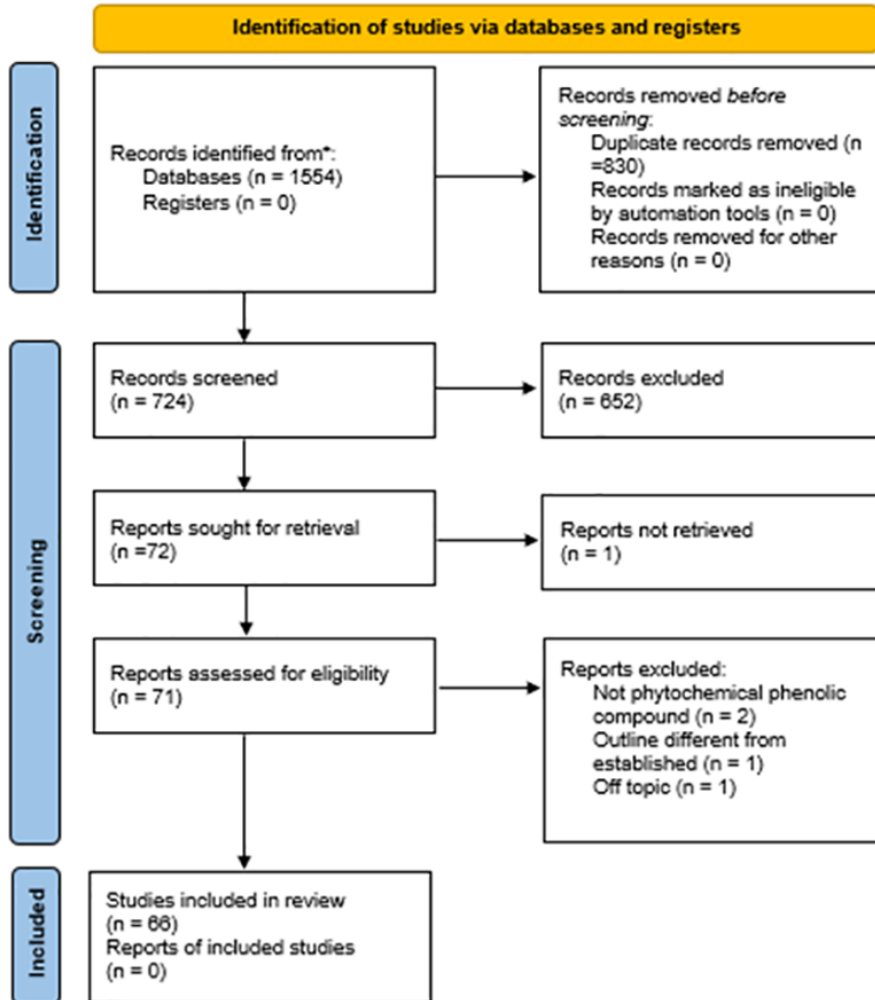 Identification of studies via databases and registers
Identification
Records identified from*:
Databases (n = 1554)
Registers (n = 0)
Records removed before
screening:
Duplicate records removed (n
=830)
Records marked as ineligible
by automation tools (n = 0)
Records removed for other
reasons (n = 0)
Screening
Records screened
(n = 724)
Records excluded
(n = 652)
Reports sought for retrieval
(n =72)
Reports not retrieved
(n = 1)
Reports assessed for eligibility
(n = 71)
Reports excluded:
Not phytochemical phenolic
compound (n = 2)
Outline different from
established (n = 1)
Off topic (n = 1)
Included
Studies included in review
(n = 66)
Reports of included studies
(n = 0)